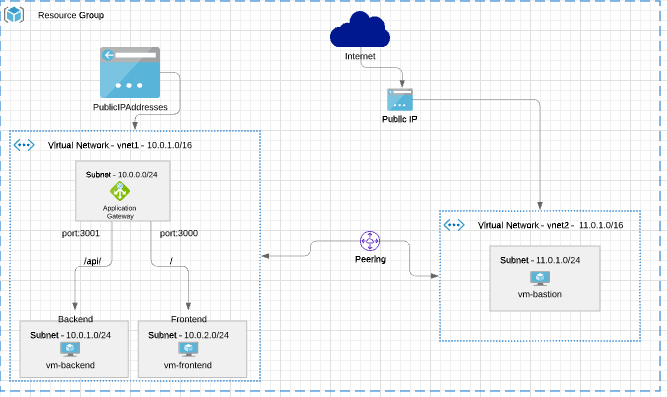 Resource Group
Internet
PublicIPAddresses
Public IP
Virtual Network - vnet1 - 10.0.1.0/16
Subnet - 10.0.0.0/24
Application
Gateway
port:3001
port:3000
/api/
/
Backend
Subnet - 10.0.1.0/24
vm-backend
Frontend
Subnet - 10.0.2.0/24
vm-frontend
Peering
Virtual Network - vnet2 - 11.0.1.0/16
Subnet - 11.0.1.0/24
vm-bastion